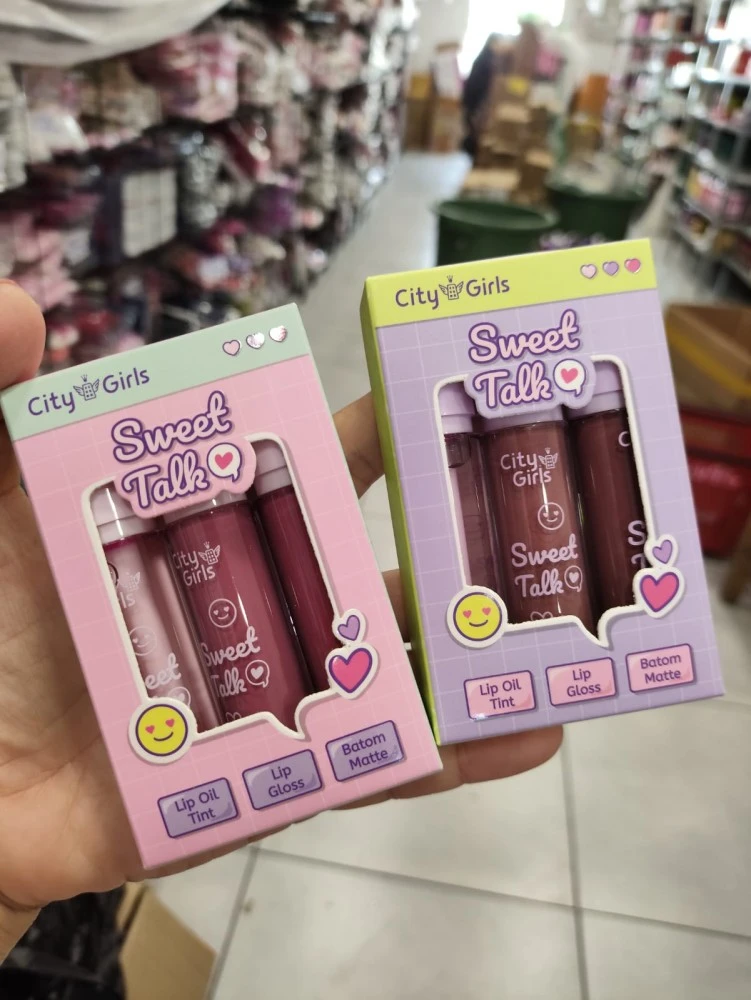 City Girls
Sweet
Talk
City
Girls
Sweet
Talk
Lip Oil
Tint
Lip
Gloss
Batom
Matte
City Girls
Sweet
Talk
City
Girls
Sweet
Talk
Lip Oil
Tint
Lip
Gloss
Batom
Matte